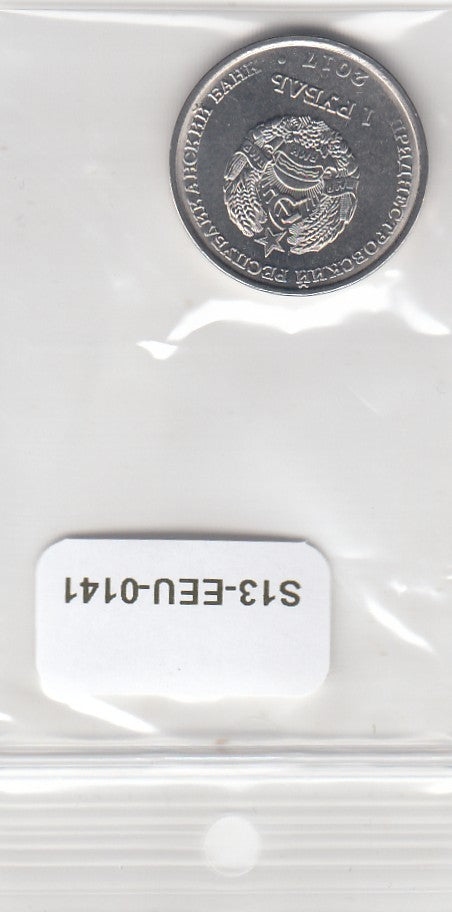 ПРИДНЕСТРОВСКИЙ РЕСПУБЛИКАНСКИЙ БАНК
2017
1 РУБЛЬ
S13-EEU-0141